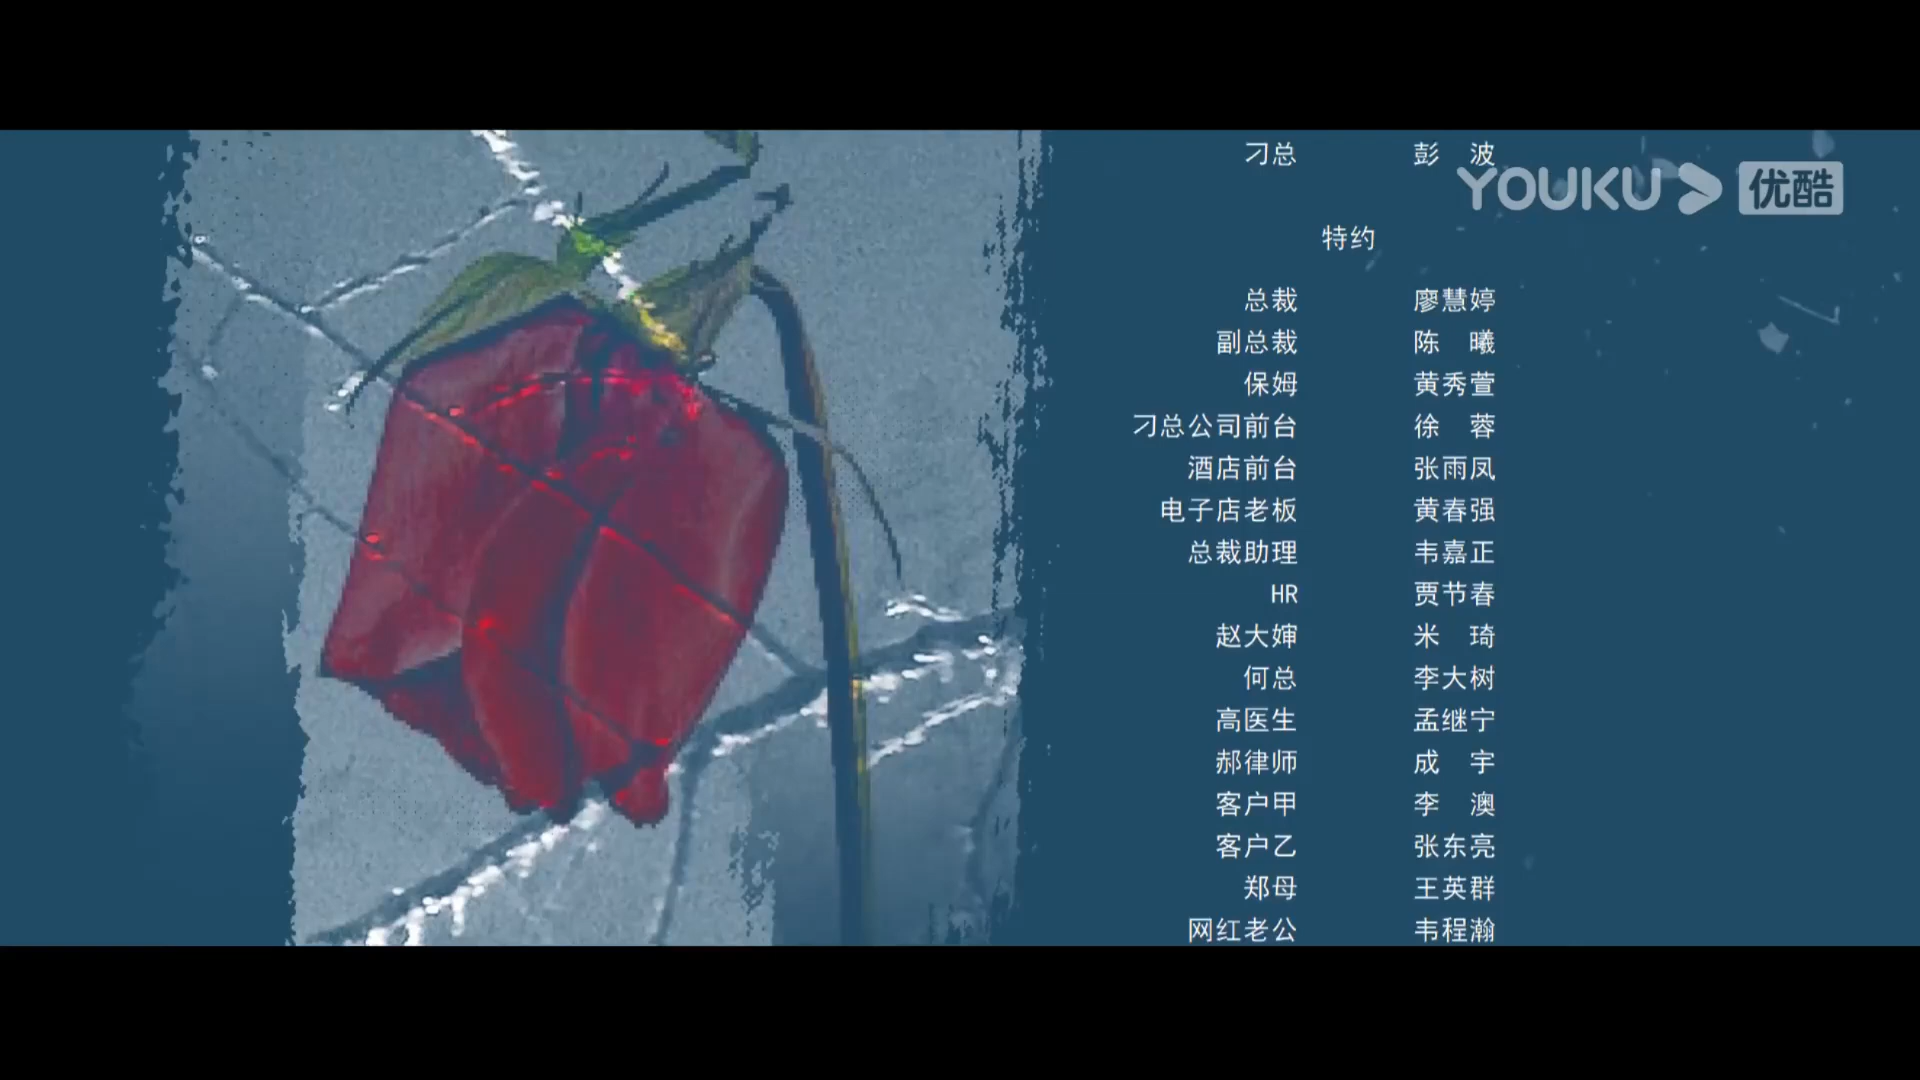 刁总 彭 波
YOUKU 优酷
特约
总裁 廖慧婷
副总裁 陈 曦
保姆 黄秀萱
刁总公司前台 徐 蓉
酒店前台 张雨凤
电子店老板 黄春强
总裁助理 韦嘉正
HR 贾节春
赵大婶 米 琦
何总 李大树
高医生 孟继宁
郝律师 成 宇
客户甲 李 澳
客户乙 张东亮
郑母 王英群
网红老公 韦程瀚